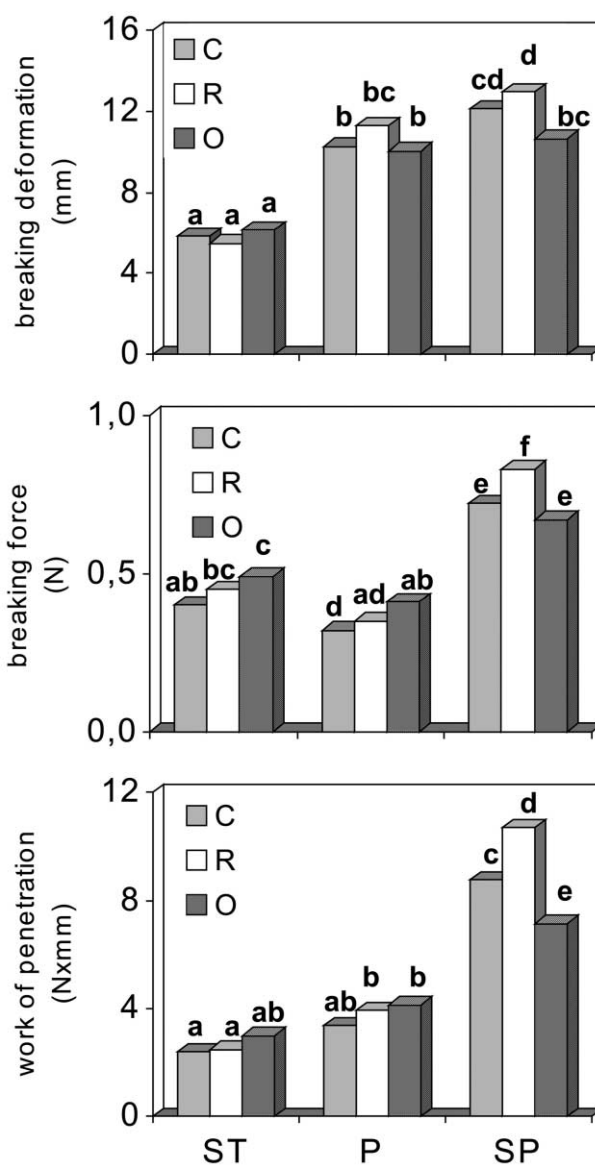 breaking deformation
(mm)
16
12
8
4
0
C
R
O
a a a
b bc b
cd d bc
breaking force
(N)
1,0
0,5
0,0
C
R
O
ab bc c
d ad ab
e f e
work of penetration
(Nxmm)
12
8
4
0
C
R
O
a a ab
ab b b
c d e
ST P SP